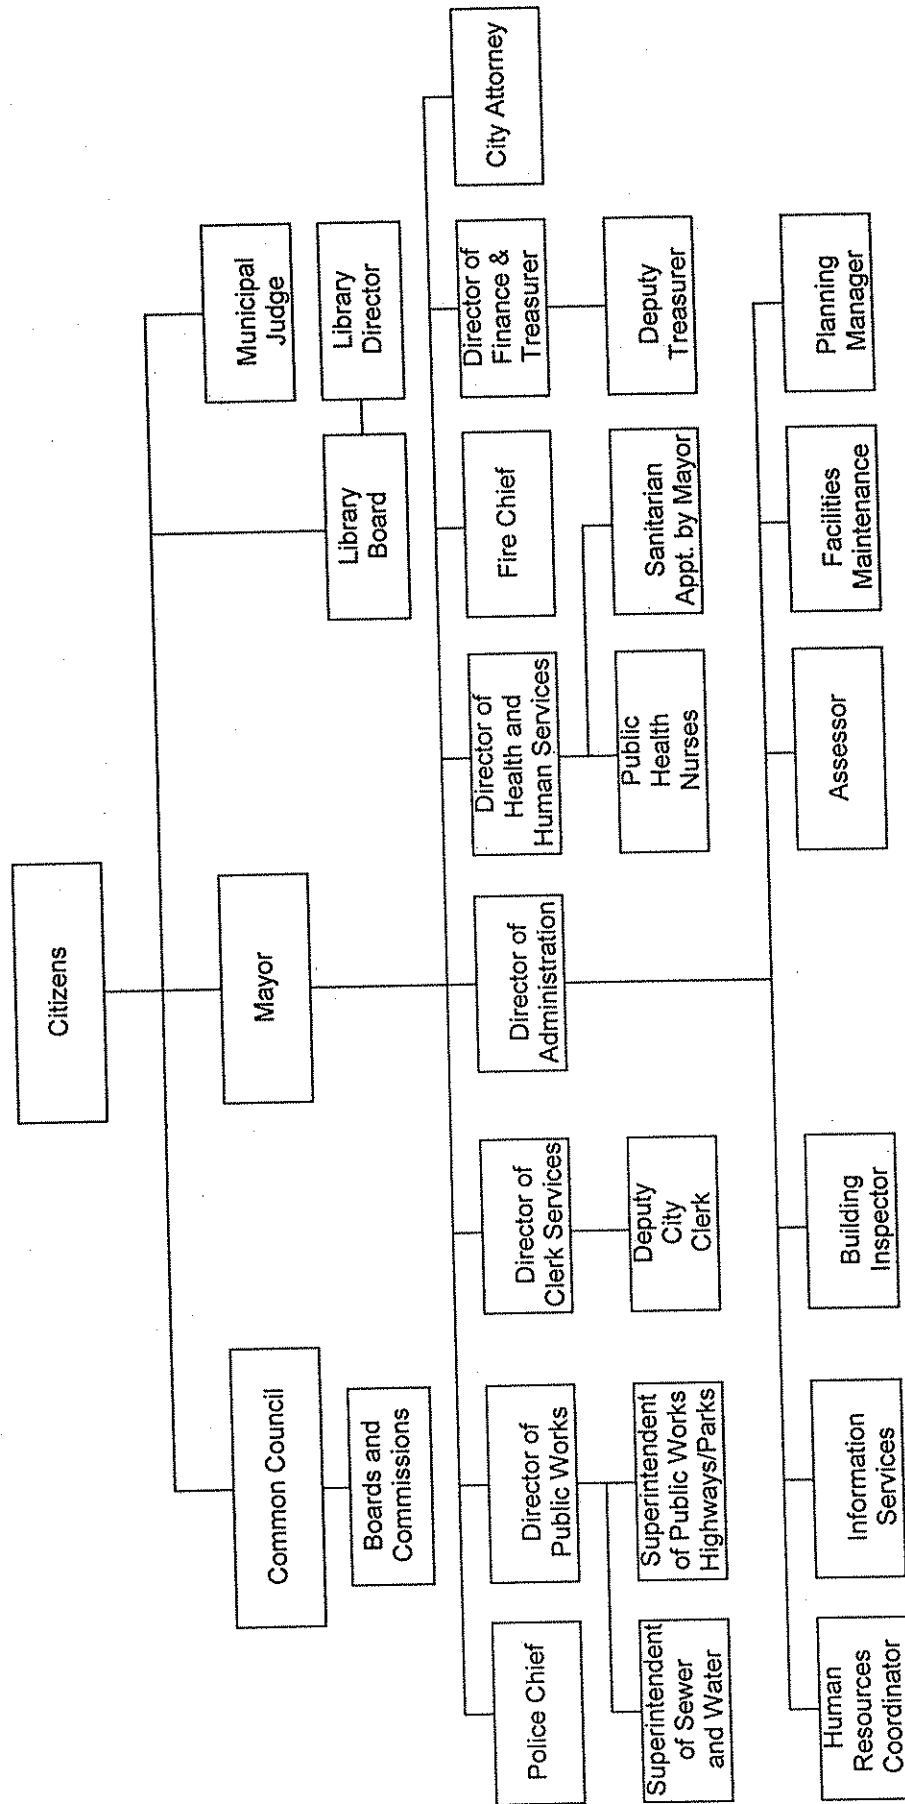 Citizens
Common Council
Mayor
Municipal
Judge
Boards and
Commissions
Library
Board
Library
Director
Police Chief
Director of
Public Works
Director of
Clerk Services
Director of
Administration
Director of
Health and
Human Services
Fire Chief
Director of
Finance &
Treasurer
City Attorney
Superintendent
of Sewer
and Water
Superintendent
of Public Works
Highways/Parks
Deputy
City
Clerk
Public
Health
Nurses
Sanitarian
Appt. by Mayor
Deputy
Treasurer
Human
Resources
Coordinator
Information
Services
Building
Inspector
Assessor
Facilities
Maintenance
Planning
Manager